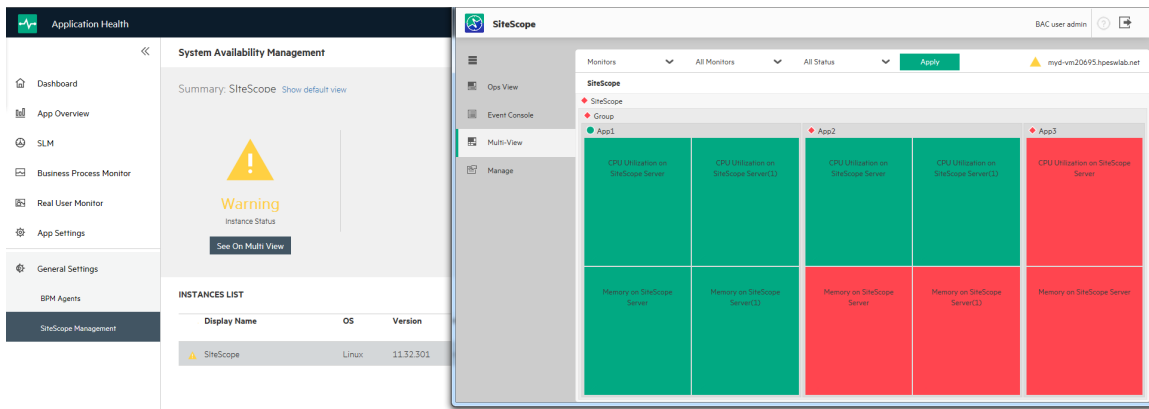 Application Health
System Availability Management
Summary: SIteScope Show default view
Dashboard
App Overview
SLM
Business Process Monitor
Real User Monitor
App Settings
General Settings
BPM Agents
SiteScope Management
Warning
Instance Status
See On Multi View
INSTANCES LIST
Display Name OS Version
SiteScope Linux 11.32.301
SiteScope
BAC user admin ?
Monitors All Monitors All Status Apply myd-vm20695.hpeswlab.net
Ops View
Event Console
Multi-View
Manage
SiteScope
SiteScope
Group
App1 App2 App3
CPU Utilization on
SiteScope Server
CPU Utilization on
SiteScope Server(1)
CPU Utilization on
SiteScope Server
CPU Utilization on
SiteScope Server(1)
CPU Utilization on SiteScope
Server
Memory on SiteScope
Server
Memory on SiteScope
Server(1)
Memory on SiteScope
Server
Memory on SiteScope
Server(1)
Memory on SiteScope Server